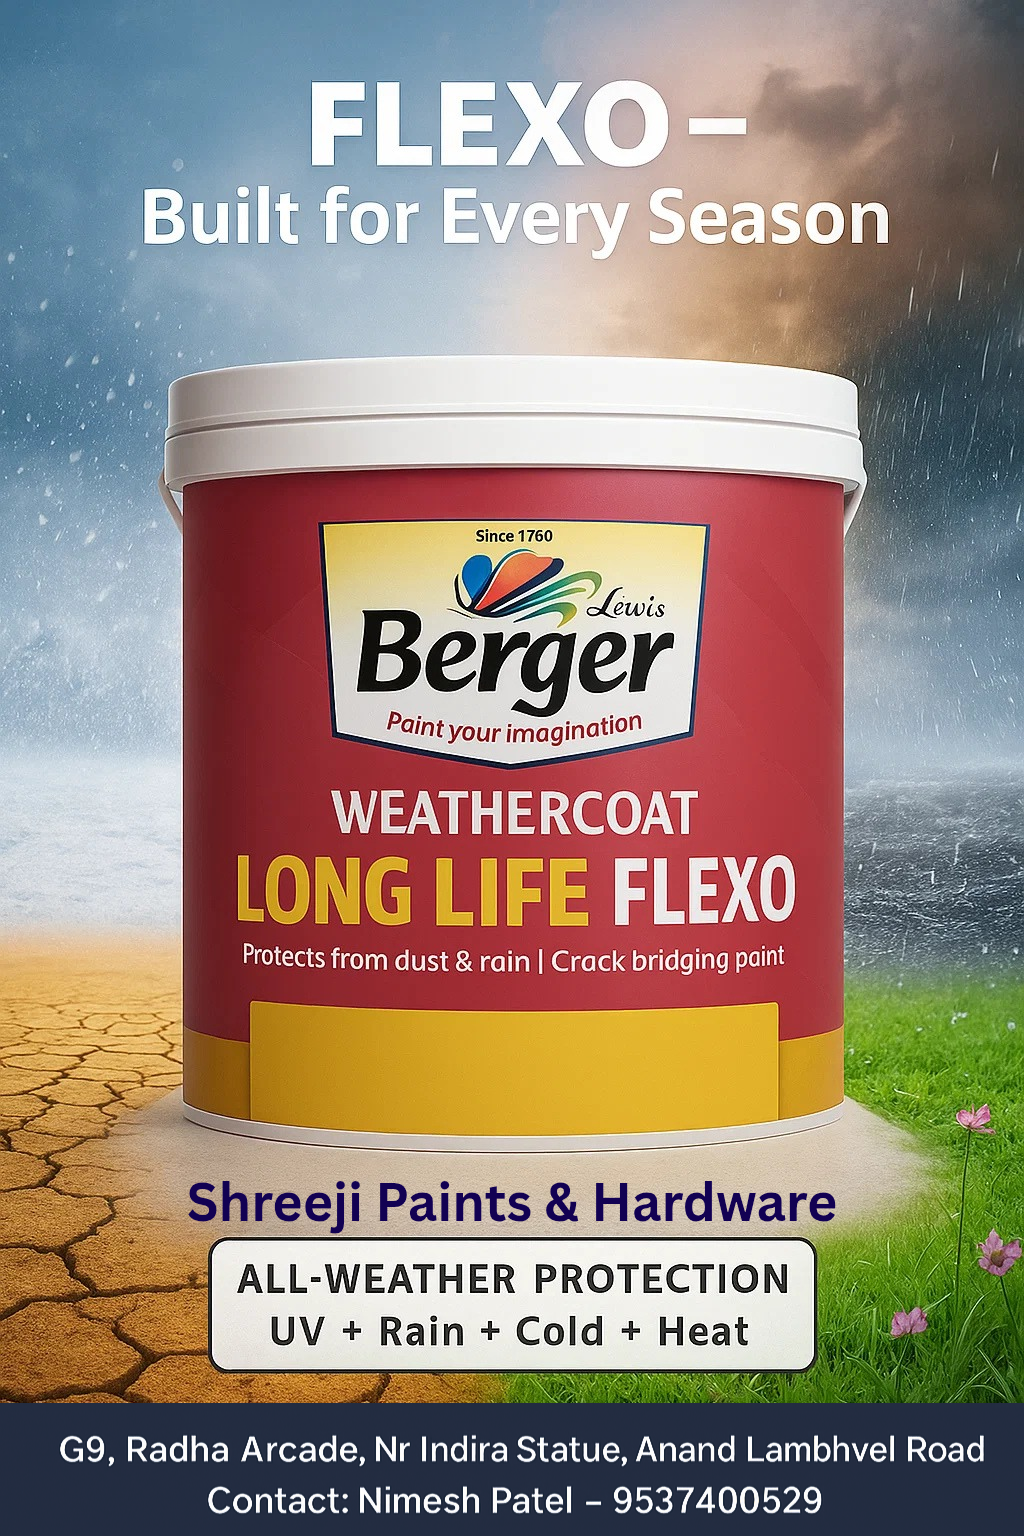 FLEXO –
Built for Every Season
Since 1760
Lewis
Berger
Paint your imagination
WEATHERCOAT
LONG LIFE FLEXO
Protects from dust & rain | Crack bridging paint
Shreeji Paints & Hardware
ALL-WEATHER PROTECTION
UV + Rain + Cold + Heat
G9, Radha Arcade, Nr Indira Statue, Anand Lambhvel Road
Contact: Nimesh Patel – 9537400529